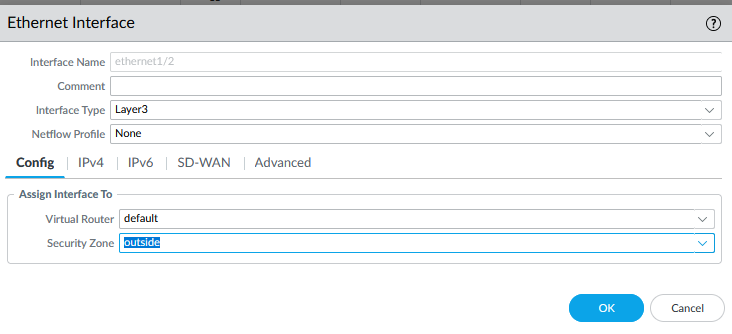 Ethernet Interface
?
Interface Name ethernet1/2
Comment
Interface Type Layer3
Netflow Profile None
Config IPv4 IPv6 SD-WAN Advanced
Assign Interface To
Virtual Router default
Security Zone outside
OK Cancel